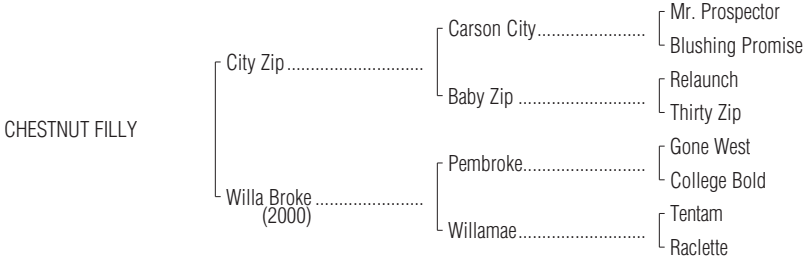 Mr. Prospector
Carson City......................
Blushing Promise
City Zip.............................
Relaunch
Baby Zip ...........................
Thirty Zip
CHESTNUT FILLY
Gone West
Pembroke..........................
College Bold
Willa Broke .......................
(2000)
Tentam
Willamae...........................
Raclette